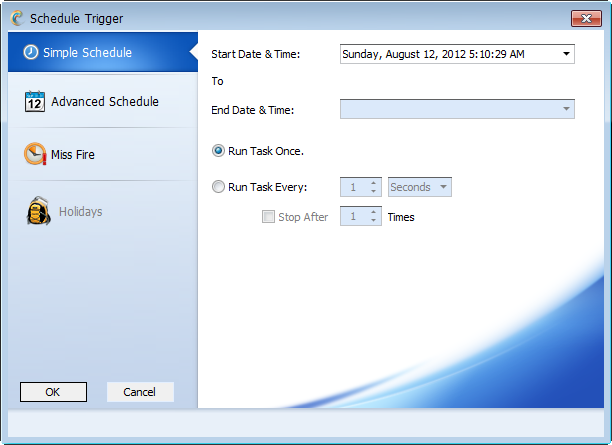 Schedule Trigger
Simple Schedule
12
Advanced Schedule
Miss Fire
Holidays
OK
Cancel
Start Date & Time: Sunday, August 12, 2012 5:10:29 AM
To
End Date & Time:
Run Task Once.
Run Task Every: 1 Seconds
Stop After 1 Times